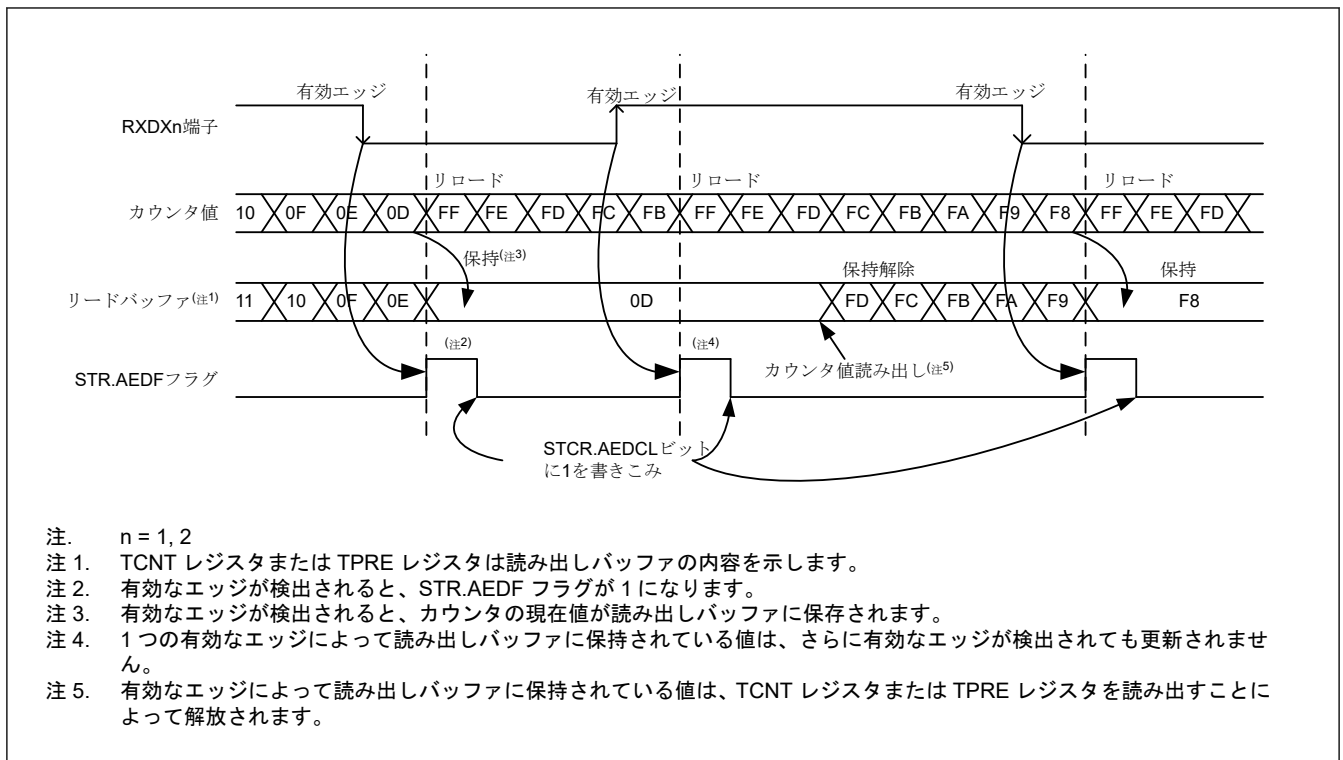 有効エッジ 有効エッジ 有効エッジ
RXDXn端子
リロード リロード リロード
カウンタ値 10 0F 0E 0D FF FE FD FC FB FF FE FD FC FB FA F9 F8 FF FE FD
保持(注3) 保持解除 保持
リードバッファ(注1) 11 10 0F 0E 0D FD FC FB FA F9 F8
(注2) (注4)
カウンタ値読み出し(注5)
STR.AEDFフラグ
STCR.AEDCLビット
に1を書きこみ
注. n = 1, 2
注 1. TCNT レジスタまたは TPRE レジスタは読み出しバッファの内容を示します。
注 2. 有効なエッジが検出されると、STR.AEDF フラグが 1 になります。
注 3. 有効なエッジが検出されると、カウンタの現在値が読み出しバッファに保存されます。
注 4. 1 つの有効なエッジによって読み出しバッファに保持されている値は、さらに有効なエッジが検出されても更新されませ
ん。
注 5. 有効なエッジによって読み出しバッファに保持されている値は、TCNT レジスタまたは TPRE レジスタを読み出すことに
よって解放されます。